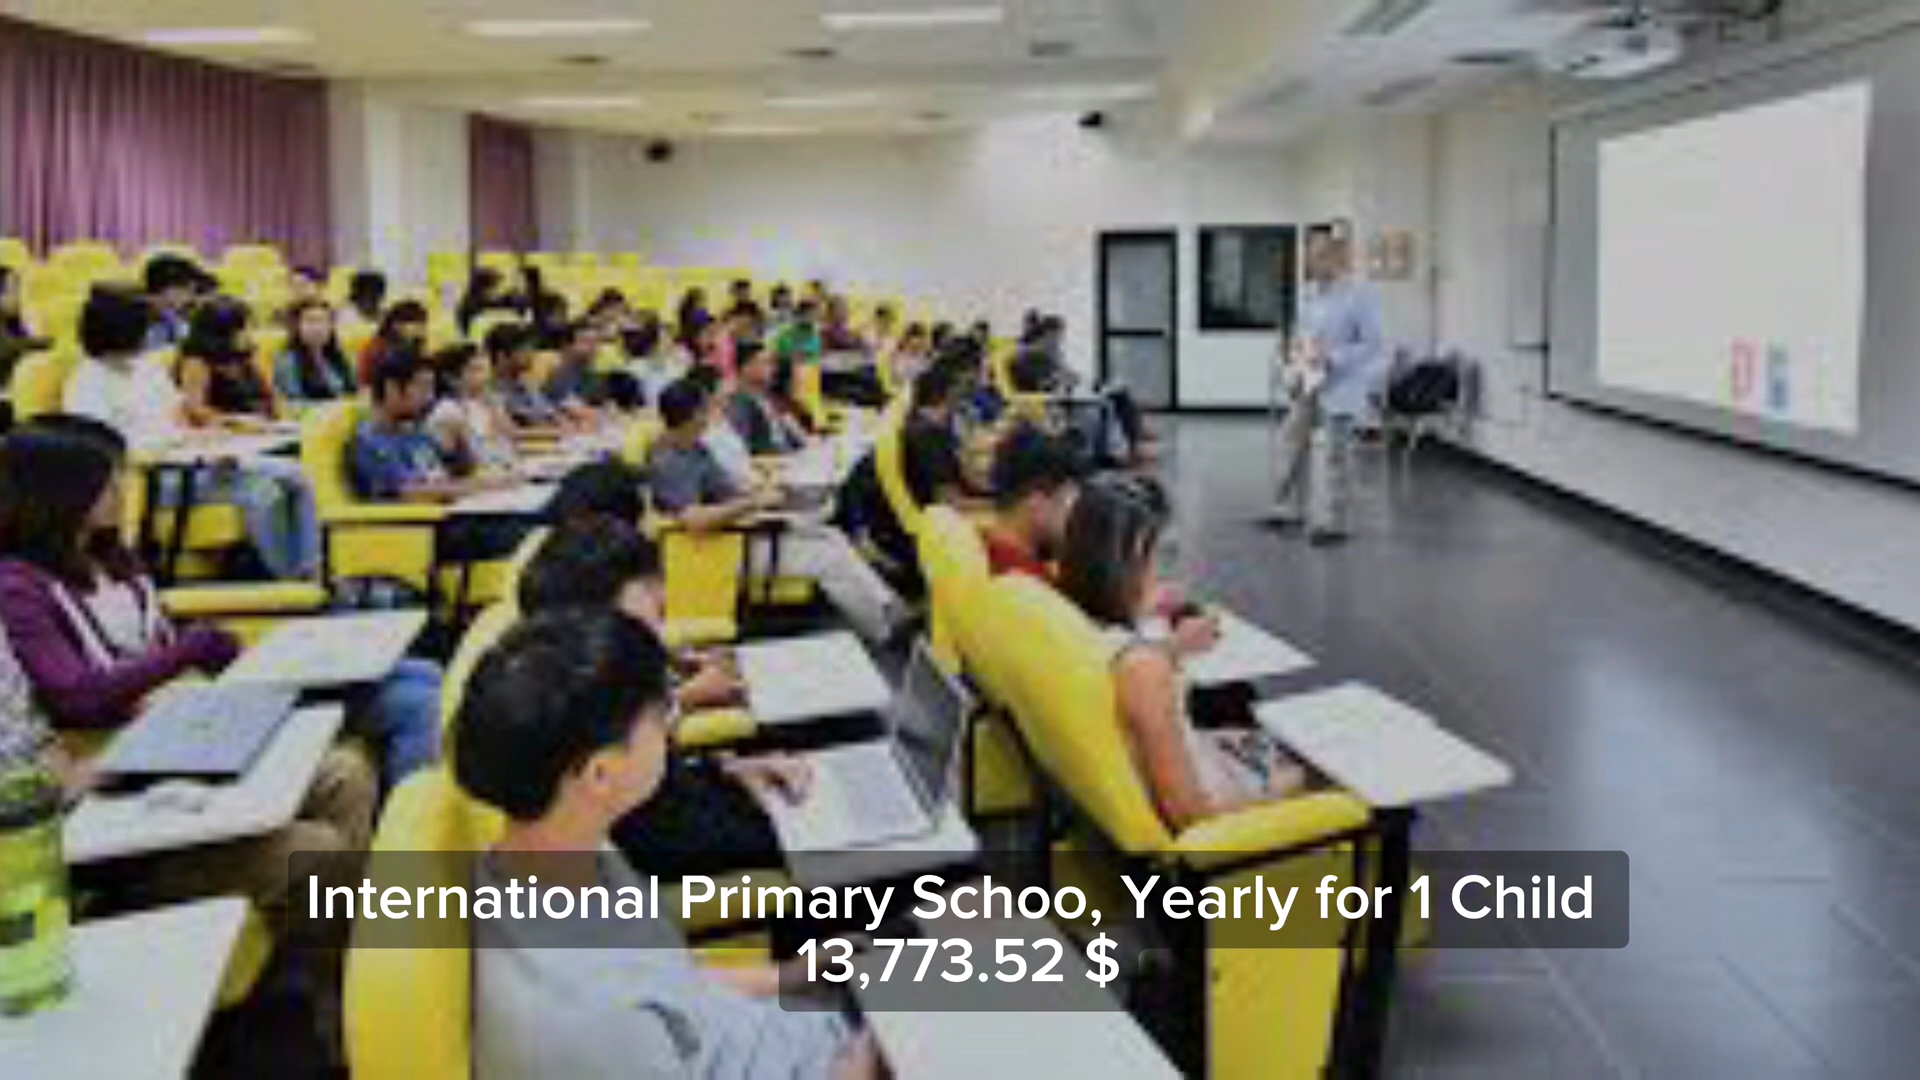 International Primary Schoo, Yearly for 1 Child
13,773.52 $